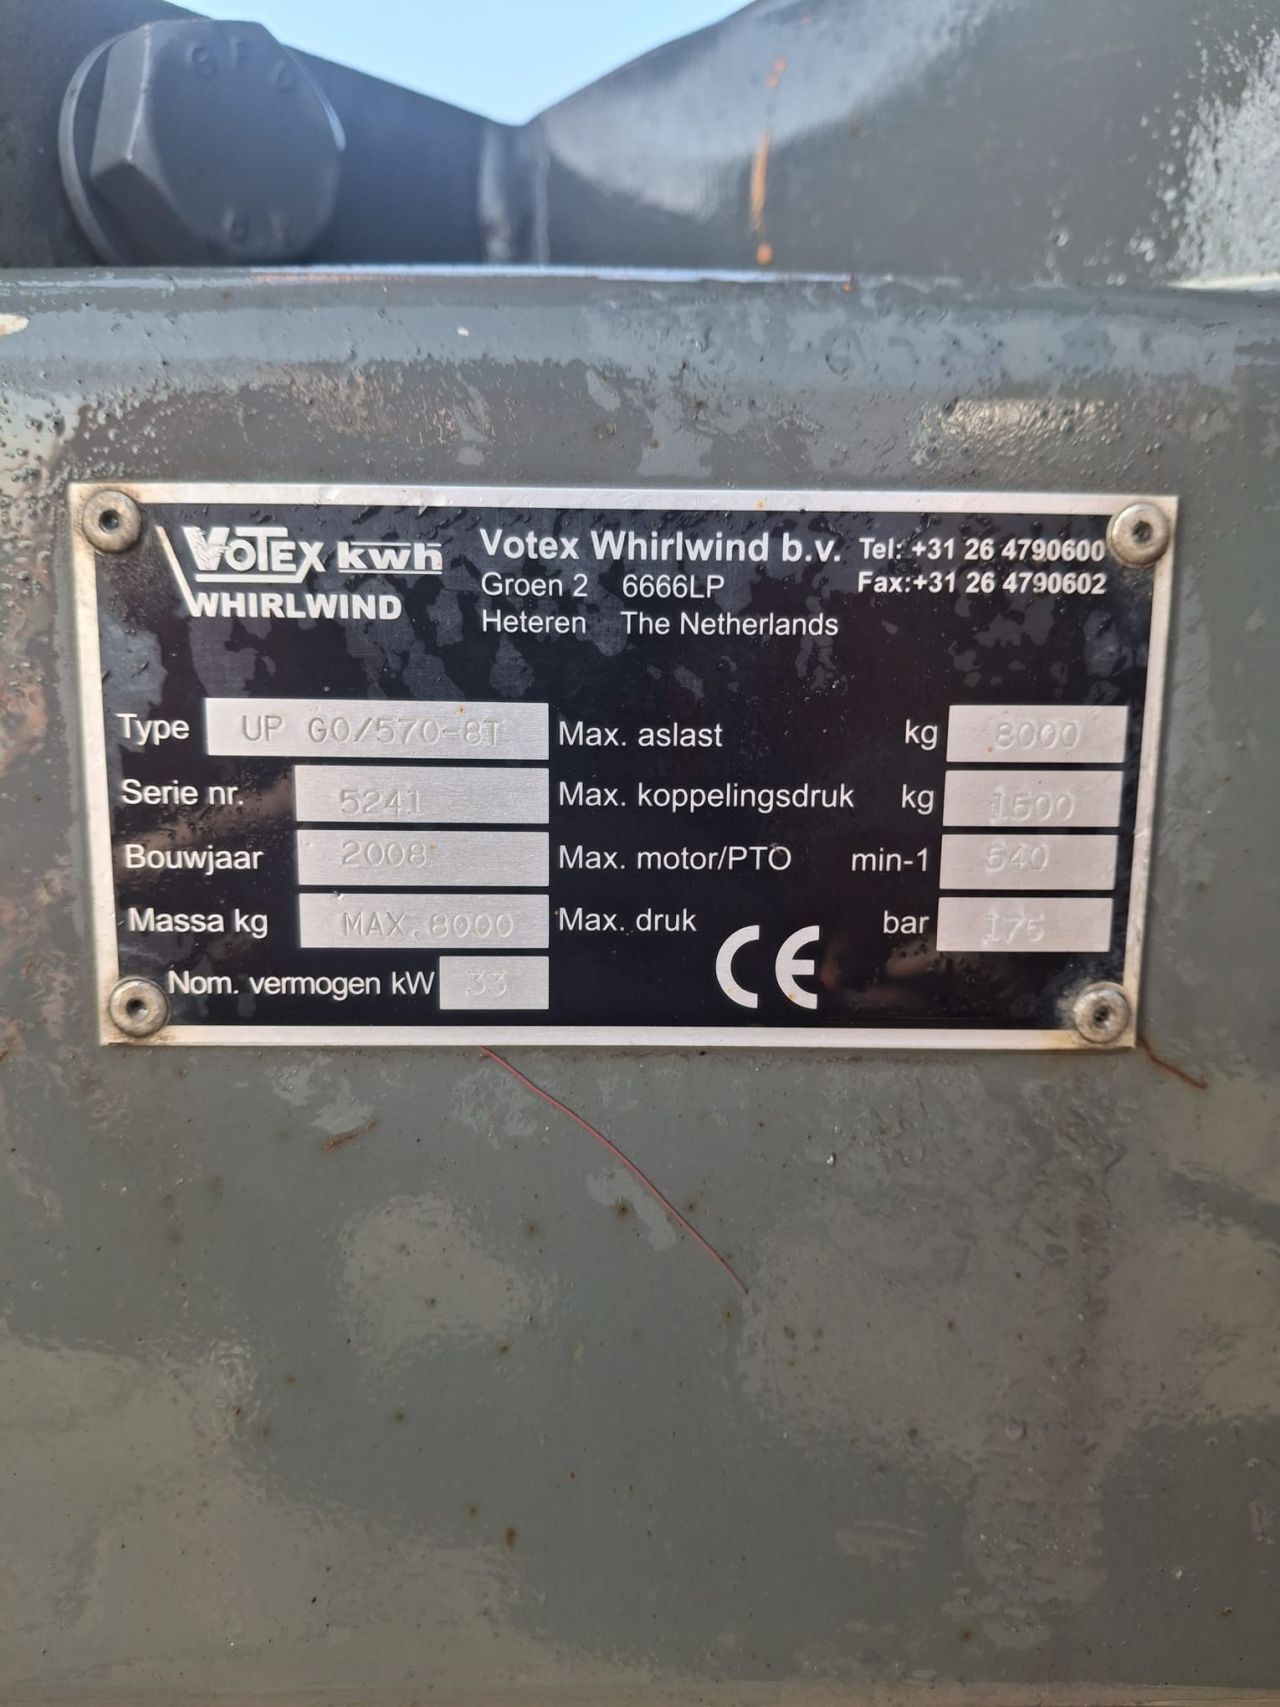 VOTEX kwh
WHIRLWIND
Votex Whirlwind b.v. Tel: +31 26 4790600
Groen 2 6666LP Fax:+31 26 4790602
Heteren The Netherlands
Type UP GO/570-8T
Serie nr. 5241
Bouwjaar 2008
Massa kg MAX.8000
Nom. vermogen kW 33
Max. aslast kg 8000
Max. koppelingsdruk kg 1500
Max. motor/PTO min-1 540
Max. druk bar 175
CE